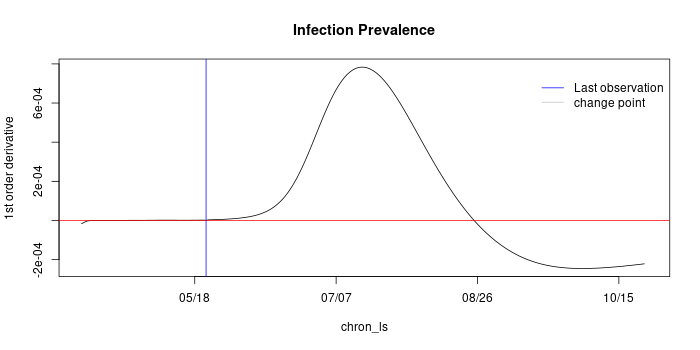 Infection Prevalence
1st order derivative
6e-04
2e-04
-2e-04
Last observation
change point
05/18
07/07
08/26
10/15
chron_ls